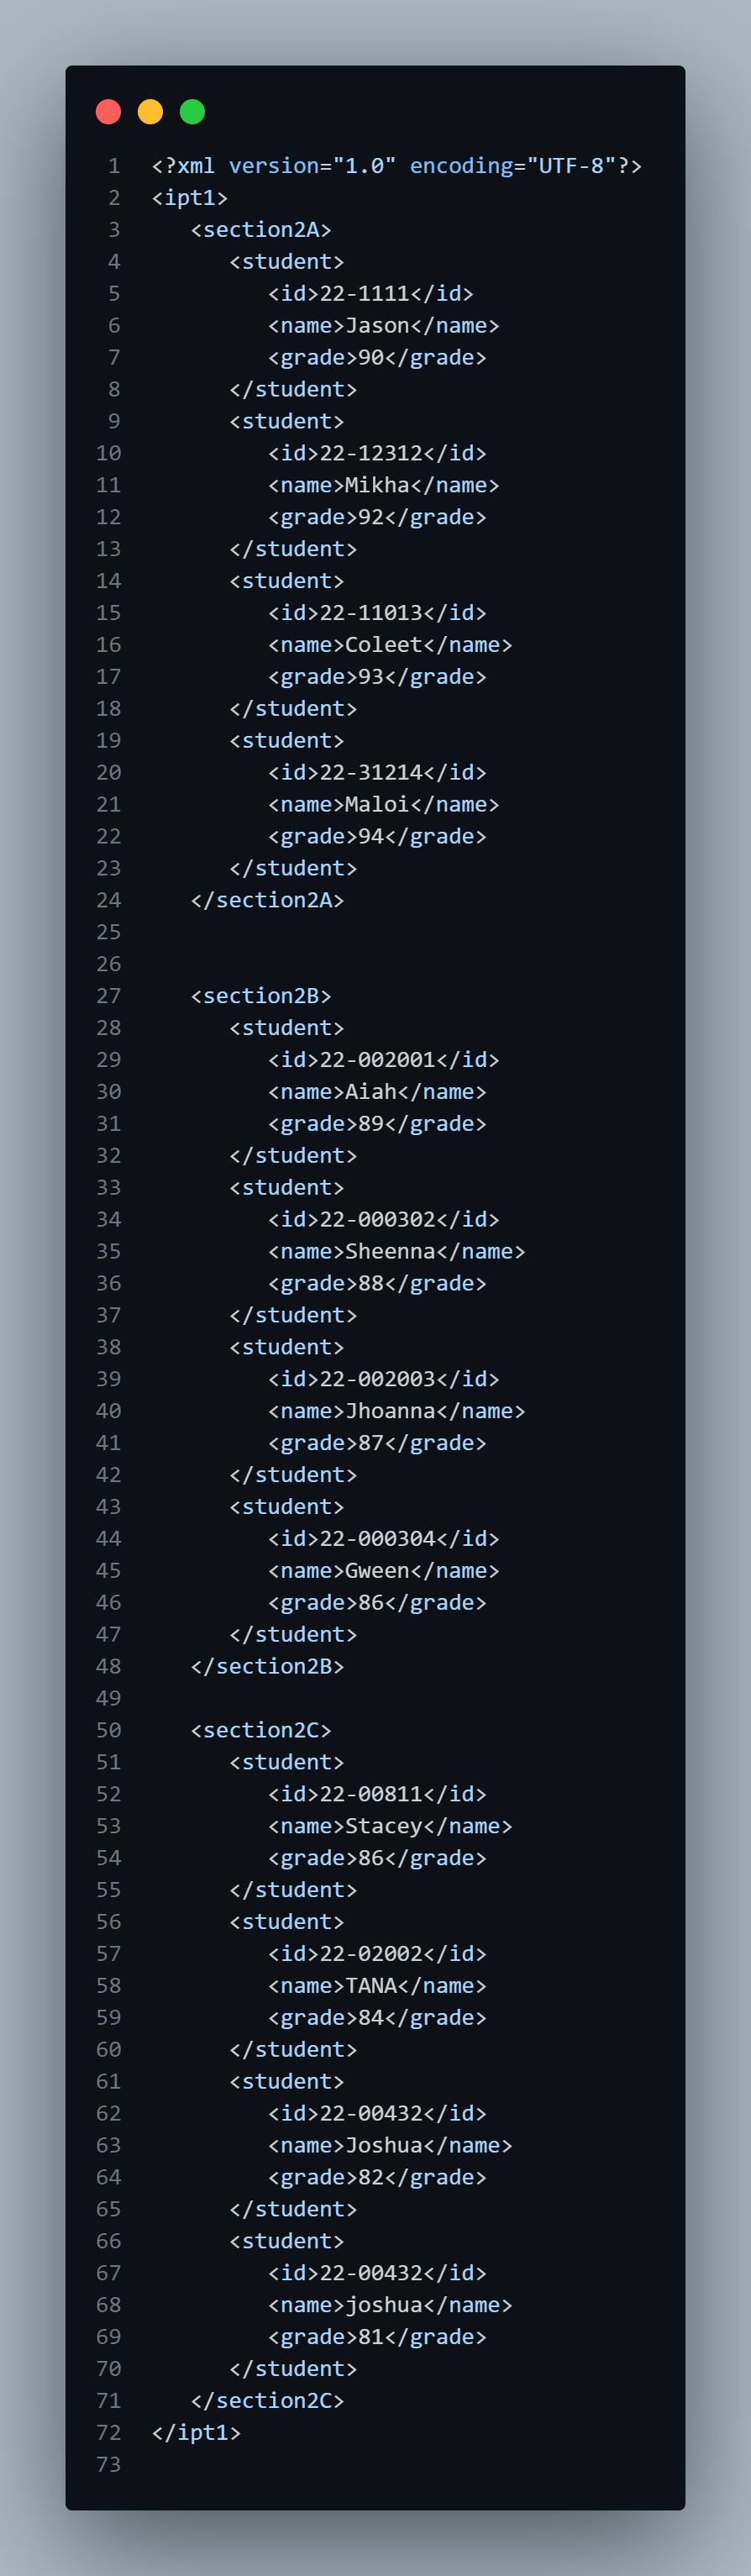 1 <?xml version="1.0" encoding="UTF-8"?>
2 <ipt1>
3    <section2A>
4       <student>
5          <id>22-1111</id>
6          <name>Jason</name>
7          <grade>90</grade>
8       </student>
9       <student>
10          <id>22-12312</id>
11          <name>Mikha</name>
12          <grade>92</grade>
13       </student>
14       <student>
15          <id>22-11013</id>
16          <name>Coleet</name>
17          <grade>93</grade>
18       </student>
19       <student>
20          <id>22-31214</id>
21          <name>Maloi</name>
22          <grade>94</grade>
23       </student>
24    </section2A>
25
26
27    <section2B>
28       <student>
29          <id>22-002001</id>
30          <name>Aiah</name>
31          <grade>89</grade>
32       </student>
33       <student>
34          <id>22-000302</id>
35          <name>Sheenna</name>
36          <grade>88</grade>
37       </student>
38       <student>
39          <id>22-002003</id>
40          <name>Jhoanna</name>
41          <grade>87</grade>
42       </student>
43       <student>
44          <id>22-000304</id>
45          <name>Gween</name>
46          <grade>86</grade>
47       </student>
48    </section2B>
49
50    <section2C>
51       <student>
52          <id>22-00811</id>
53          <name>Stacey</name>
54          <grade>86</grade>
55       </student>
56       <student>
57          <id>22-02002</id>
58          <name>TANA</name>
59          <grade>84</grade>
60       </student>
61       <student>
62          <id>22-00432</id>
63          <name>Joshua</name>
64          <grade>82</grade>
65       </student>
66       <student>
67          <id>22-00432</id>
68          <name>joshua</name>
69          <grade>81</grade>
70       </student>
71    </section2C>
72 </ipt1>
73